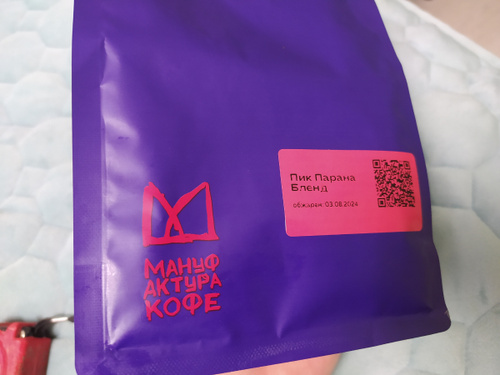 Пик Парана
Бленд
обжарен: 03.08.2024
МАНУФ
АКТУРА
КОФЕ